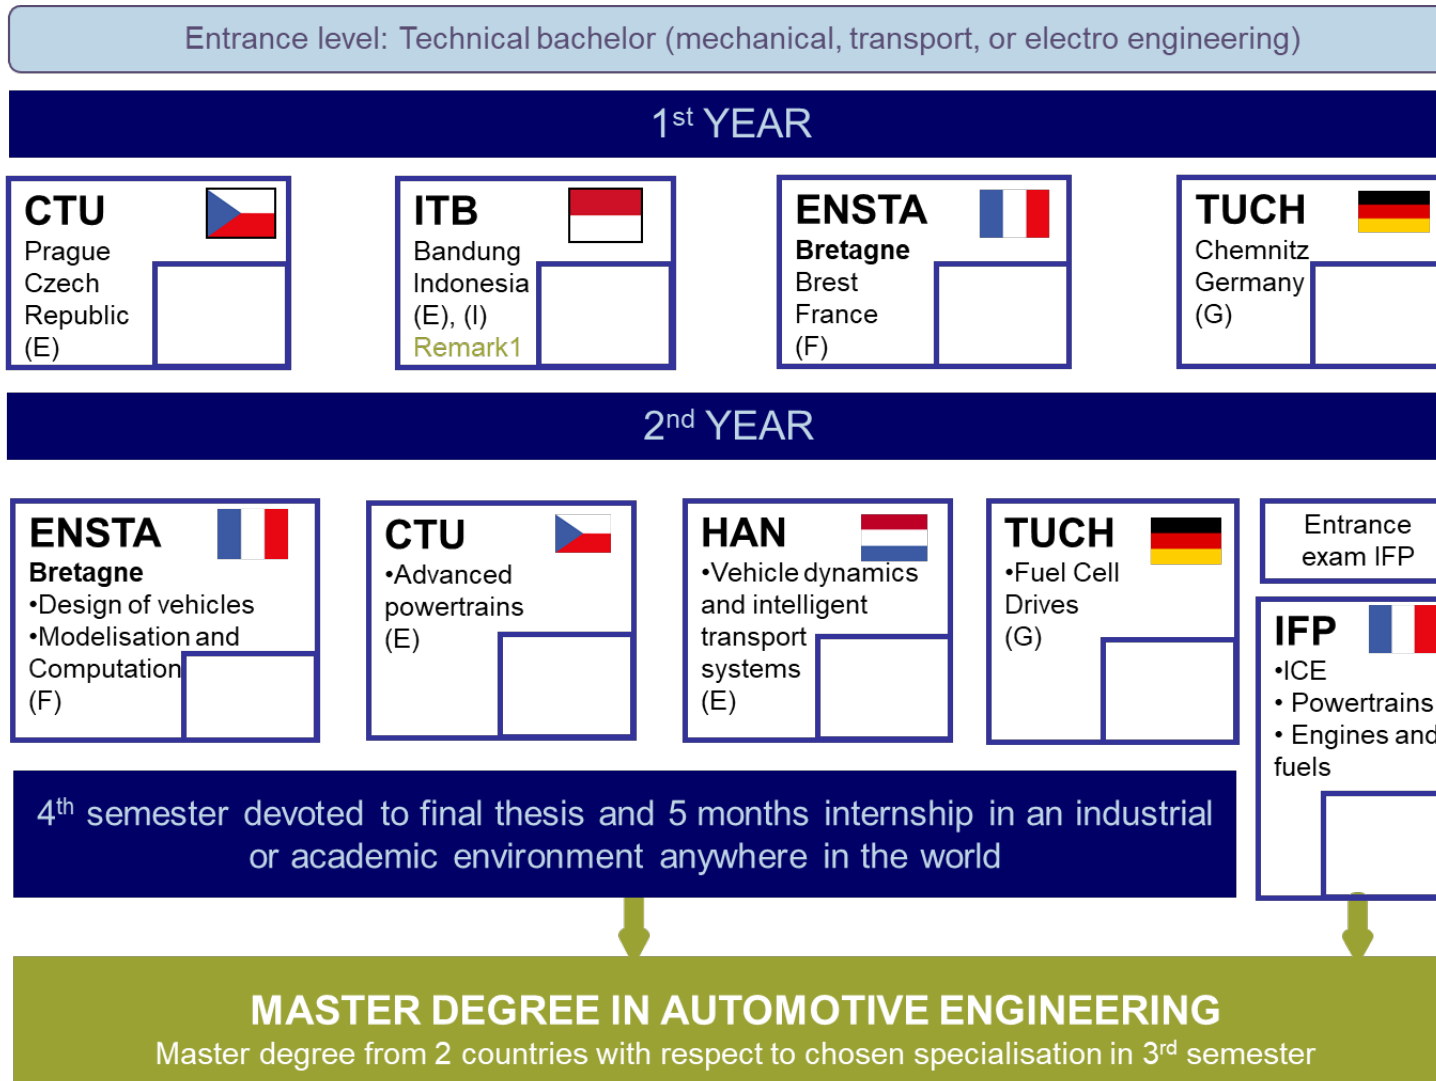 Entrance level: Technical bachelor (mechanical, transport, or electro engineering)
1st YEAR
CTU
Prague
Czech
Republic
(E)
ITB
Bandung
Indonesia
(E), (I)
Remark1
ENSTA
Bretagne
Brest
France
(F)
TUCH
Chemnitz
Germany
(G)
2nd YEAR
ENSTA
Bretagne
•Design of vehicles
•Modelisation and
Computation
(F)
CTU
•Advanced
powertrains
(E)
HAN
•Vehicle dynamics
and intelligent
transport
systems
(E)
TUCH
•Fuel Cell
Drives
(G)
Entrance
exam IFP
IFP
•ICE
• Powertrains
• Engines and
fuels
4th semester devoted to final thesis and 5 months internship in an industrial
or academic environment anywhere in the world
MASTER DEGREE IN AUTOMOTIVE ENGINEERING
Master degree from 2 countries with respect to chosen specialisation in 3rd semester